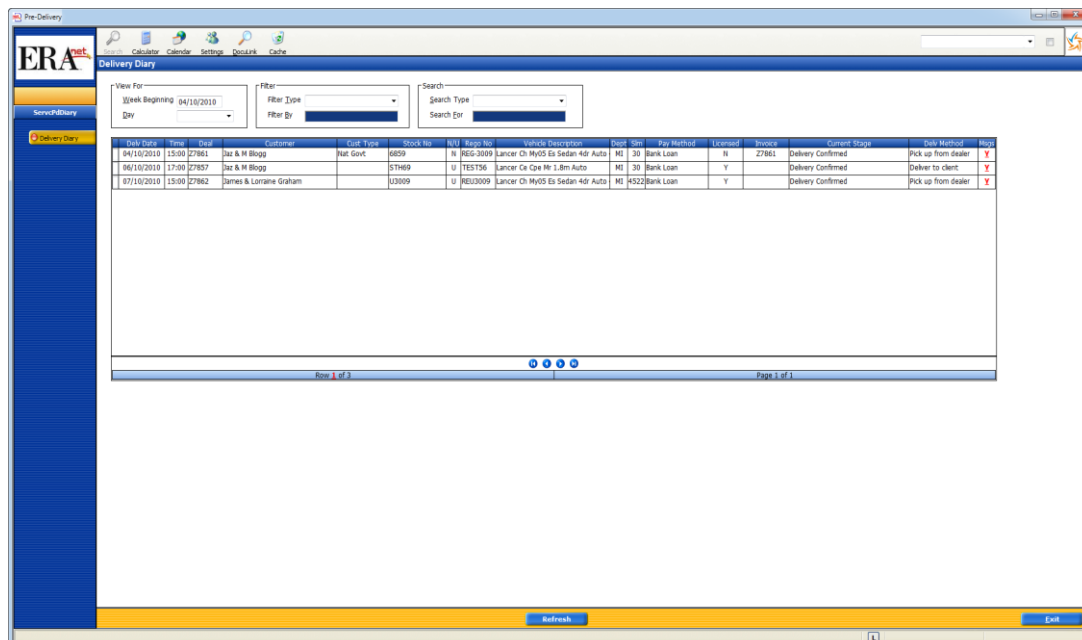 Pre-Delivery
ERAnet
Search Calculator Calendar Settings DocuLink Cache
Delivery Diary
ServcPdDiary
Delivery Diary
View For
Week Beginning 04/10/2010
Day
Filter
Filter Type
Filter By
Search
Search Type
Search For
Delv Date Time Deal Customer Cust Type Stock No N/U Rego No Vehicle Description Dept Slm Pay Method Licensed Invoice Current Stage Delv Method Msgs
04/10/2010 15:00 Z7861 Jaz & M Blogg Nat Govt 6859 N REG-3009 Lancer Ch My05 Es Sedan 4dr Auto MI 30 Bank Loan N Z7861 Delivery Confirmed Pick up from dealer Y
06/10/2010 17:00 Z7857 Jaz & M Blogg STH69 U TEST56 Lancer Ce Cpe Mr 1.8m Auto MI 30 Bank Loan Y Delivery Confirmed Deliver to client Y
07/10/2010 15:00 Z7862 James & Lorraine Graham U3009 U REU3009 Lancer Ch My05 Es Sedan 4dr Auto MI 4522 Bank Loan Y Delivery Confirmed Pick up from dealer Y
Row 1 of 3 Page 1 of 1
Refresh Exit
L